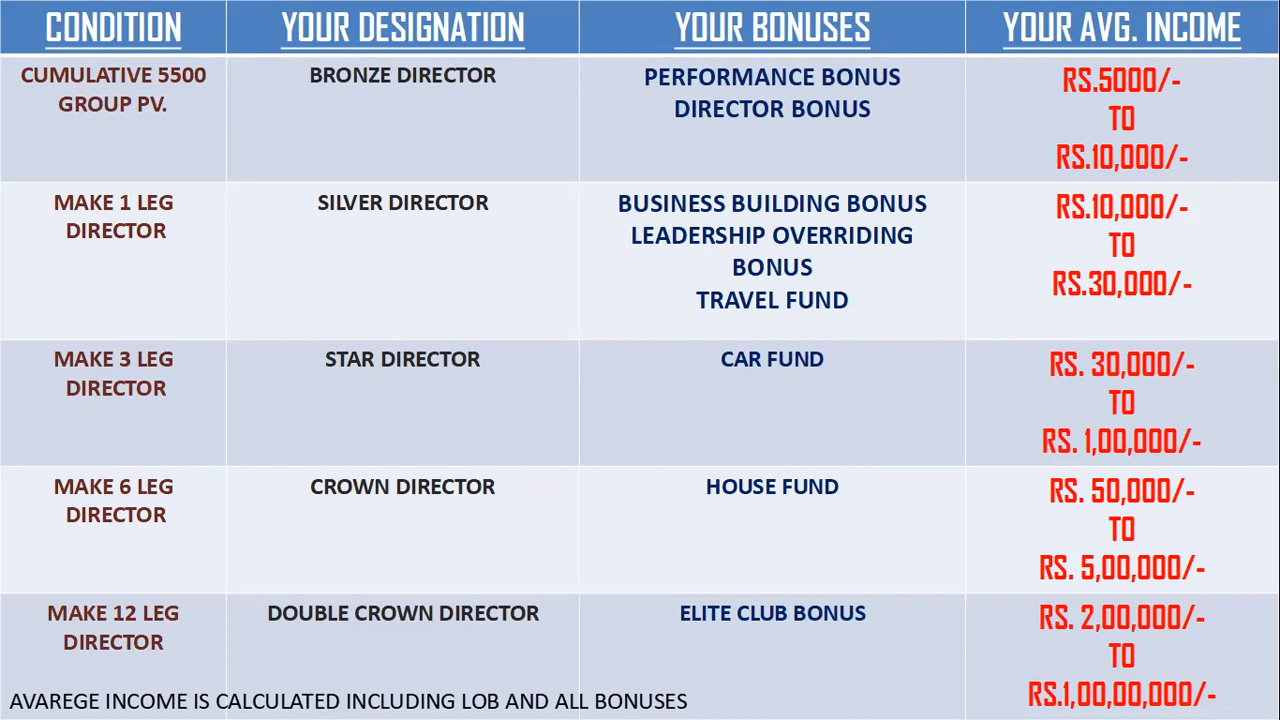 CONDITION
YOUR DESIGNATION
YOUR BONUSES
YOUR AVG. INCOME
CUMULATIVE 5500
GROUP PV.
BRONZE DIRECTOR
PERFORMANCE BONUS
DIRECTOR BONUS
RS.5000/-
TO
RS.10,000/-
MAKE 1 LEG
DIRECTOR
SILVER DIRECTOR
BUSINESS BUILDING BONUS
LEADERSHIP OVERRIDING
BONUS
TRAVEL FUND
RS.10,000/-
TO
RS.30,000/-
MAKE 3 LEG
DIRECTOR
STAR DIRECTOR
CAR FUND
RS. 30,000/-
TO
RS. 1,00,000/-
MAKE 6 LEG
DIRECTOR
CROWN DIRECTOR
HOUSE FUND
RS. 50,000/-
TO
RS. 5,00,000/-
MAKE 12 LEG
DIRECTOR
DOUBLE CROWN DIRECTOR
ELITE CLUB BONUS
RS. 2,00,000/-
TO
RS.1,00,00,000/-
AVAREGE INCOME IS CALCULATED INCLUDING LOB AND ALL BONUSES